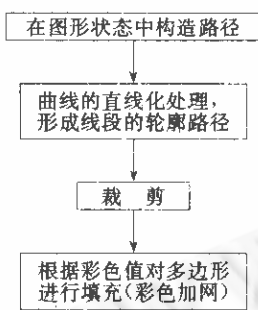 在图形状态中构造路径
曲线的直线化处理，
形成线段的轮廓路径
裁 剪
根据彩色值对多边形
进行填充(彩色加网)